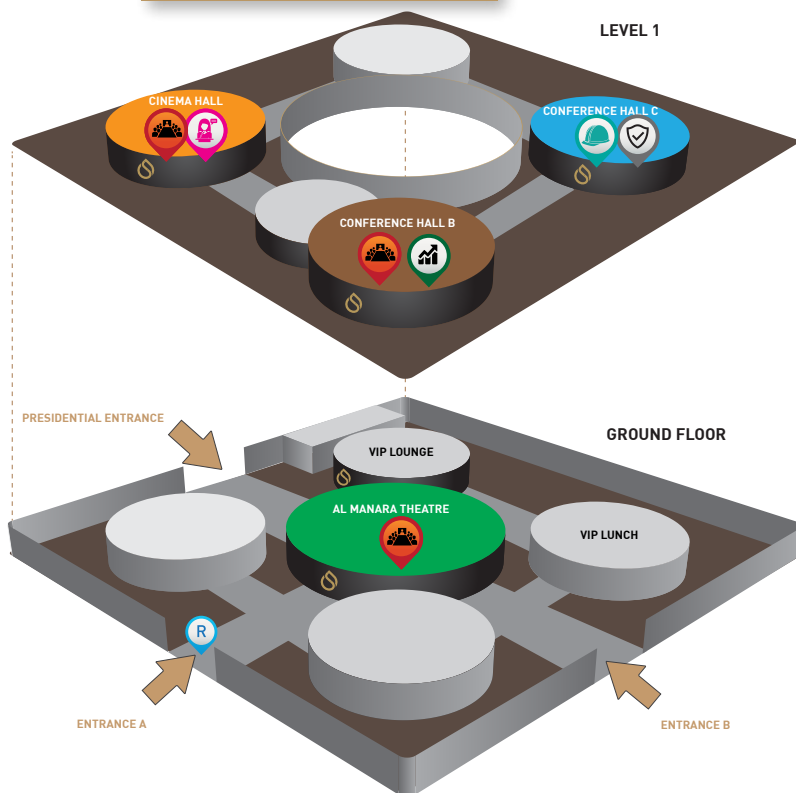 LEVEL 1
CINEMA HALL
CONFERENCE HALL C
CONFERENCE HALL B
PRESIDENTIAL ENTRANCE
GROUND FLOOR
VIP LOUNGE
AL MANARA THEATRE
VIP LUNCH
R
ENTRANCE A
ENTRANCE B